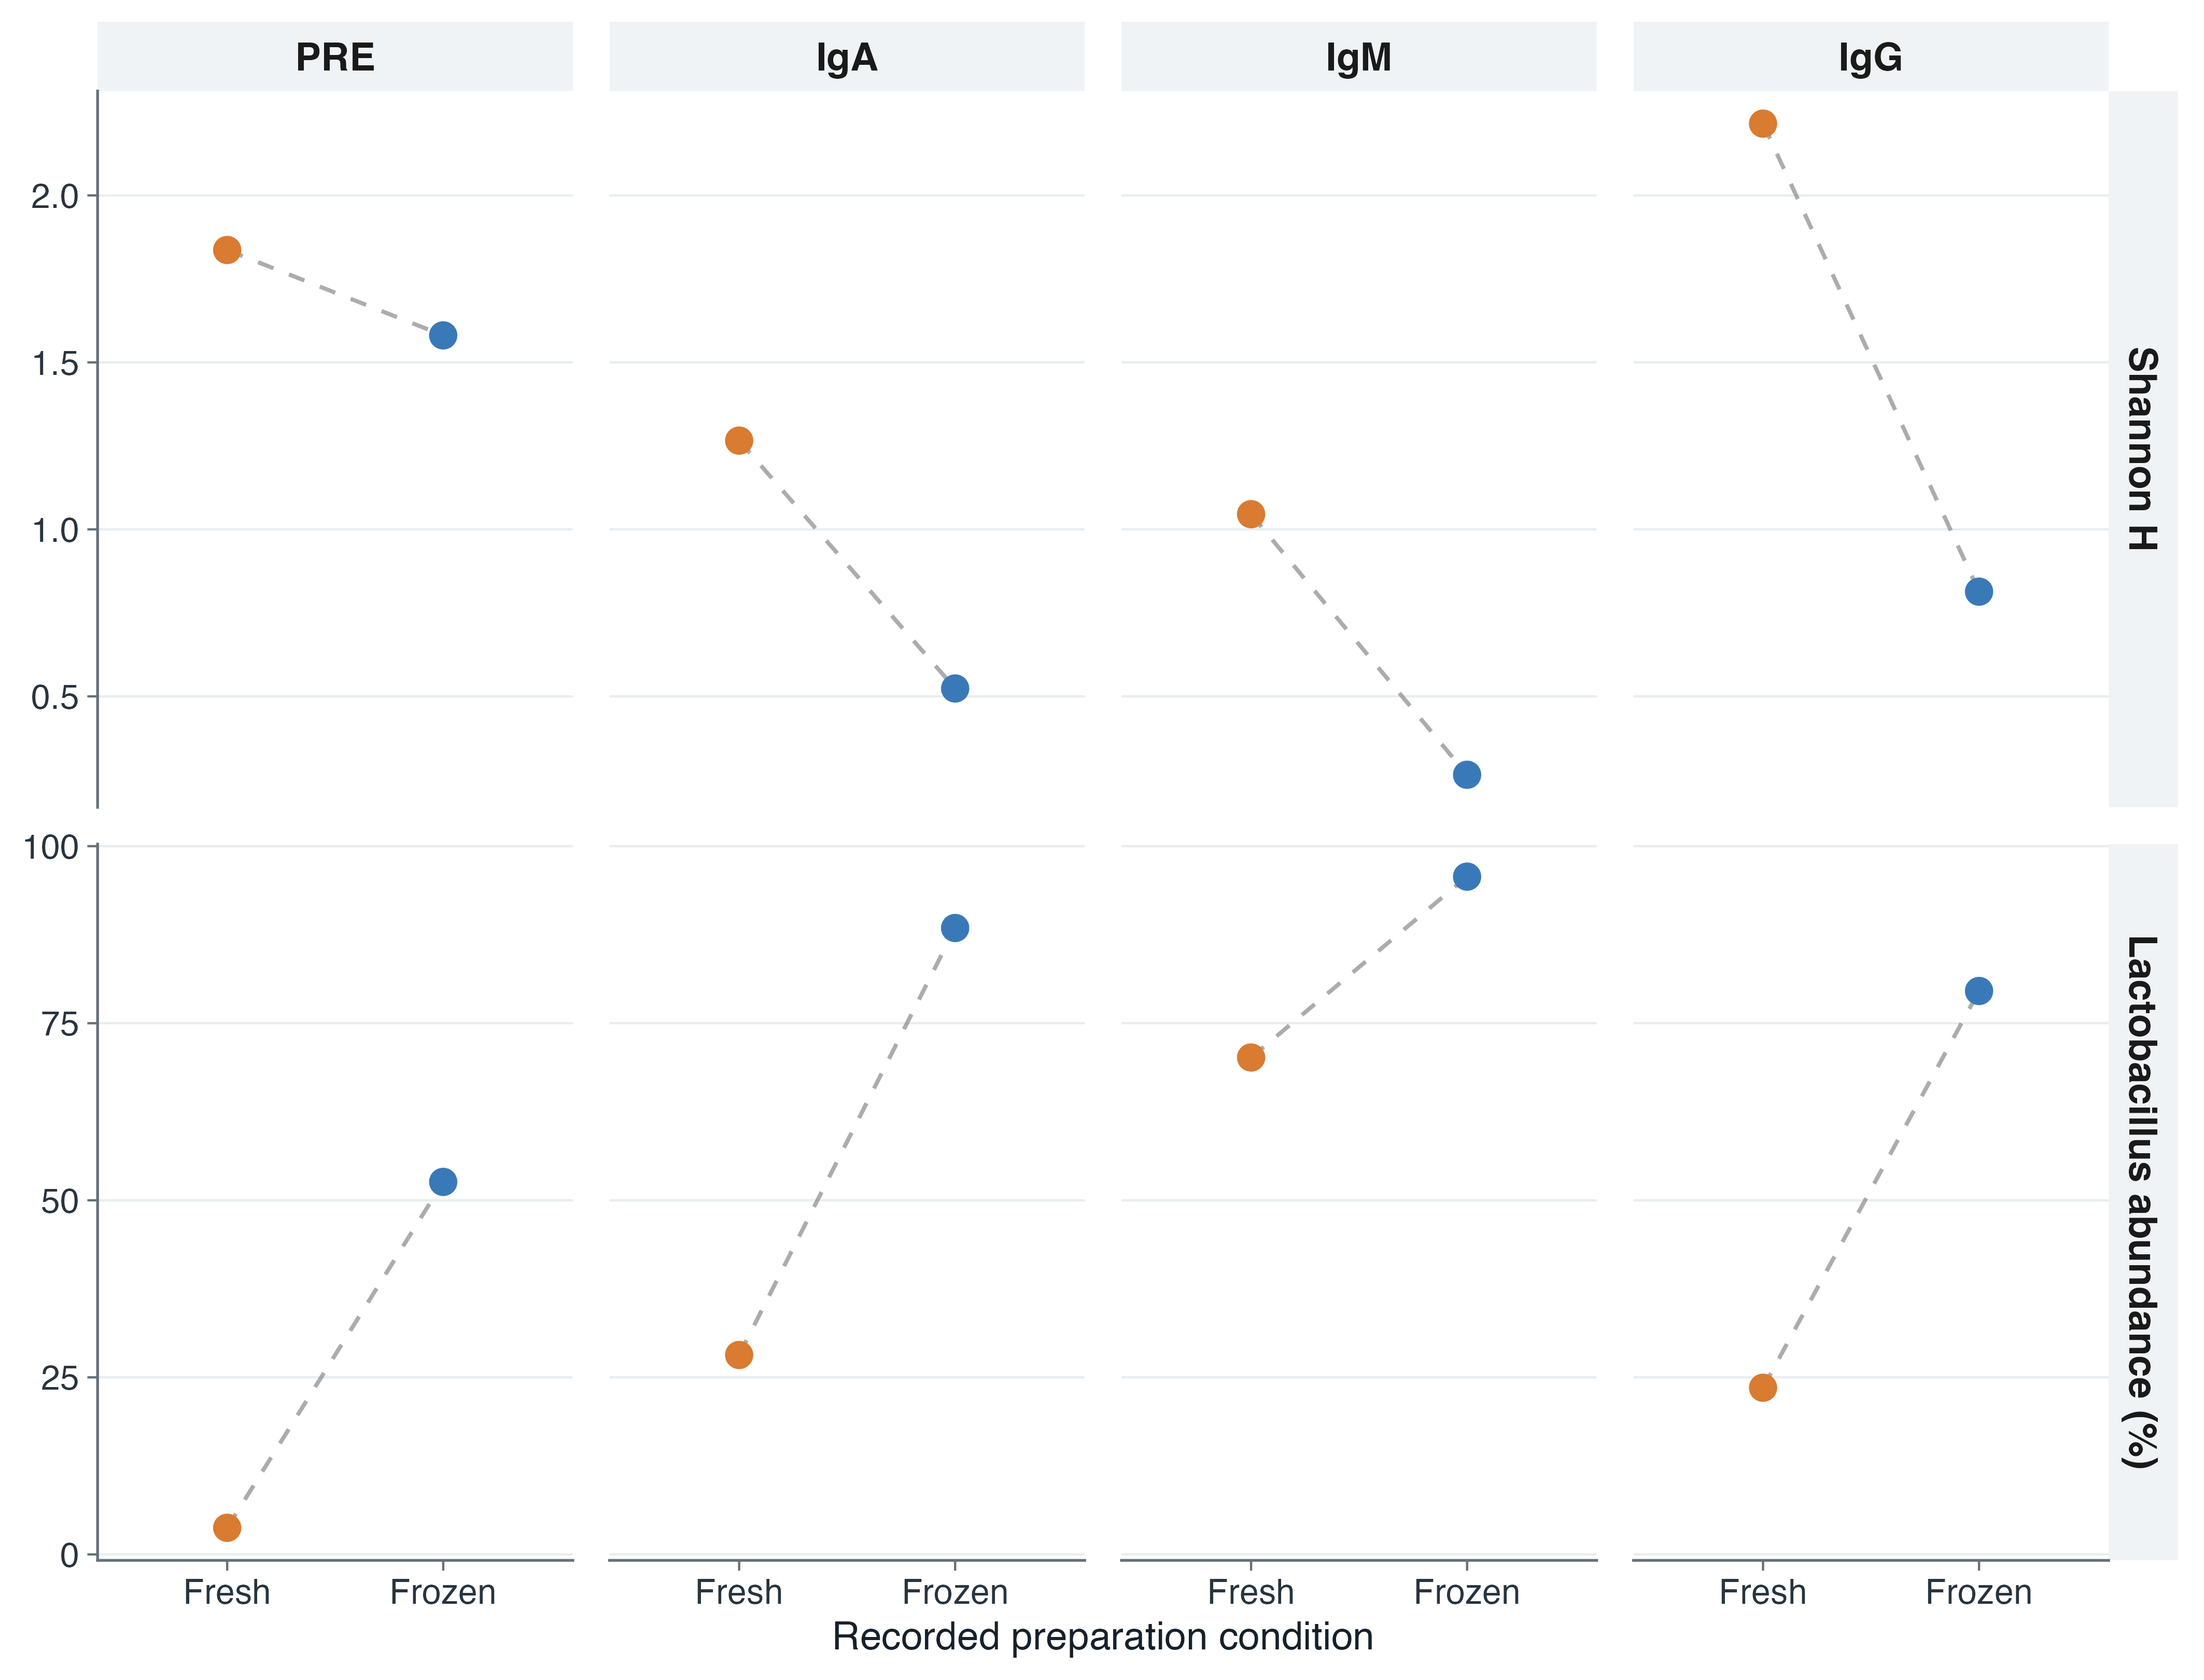 PRE IgA IgM IgG
2.0
1.5
1.0
0.5
Shannon H
100
75
50
25
0
Lactobacillus abundance (%)
Fresh Frozen Fresh Frozen Fresh Frozen Fresh Frozen
Recorded preparation condition